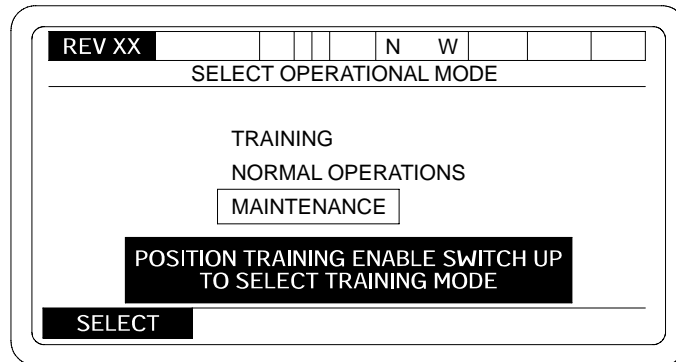 REV XX N W
SELECT OPERATIONAL MODE
TRAINING
NORMAL OPERATIONS
MAINTENANCE
POSITION TRAINING ENABLE SWITCH UP
TO SELECT TRAINING MODE
SELECT